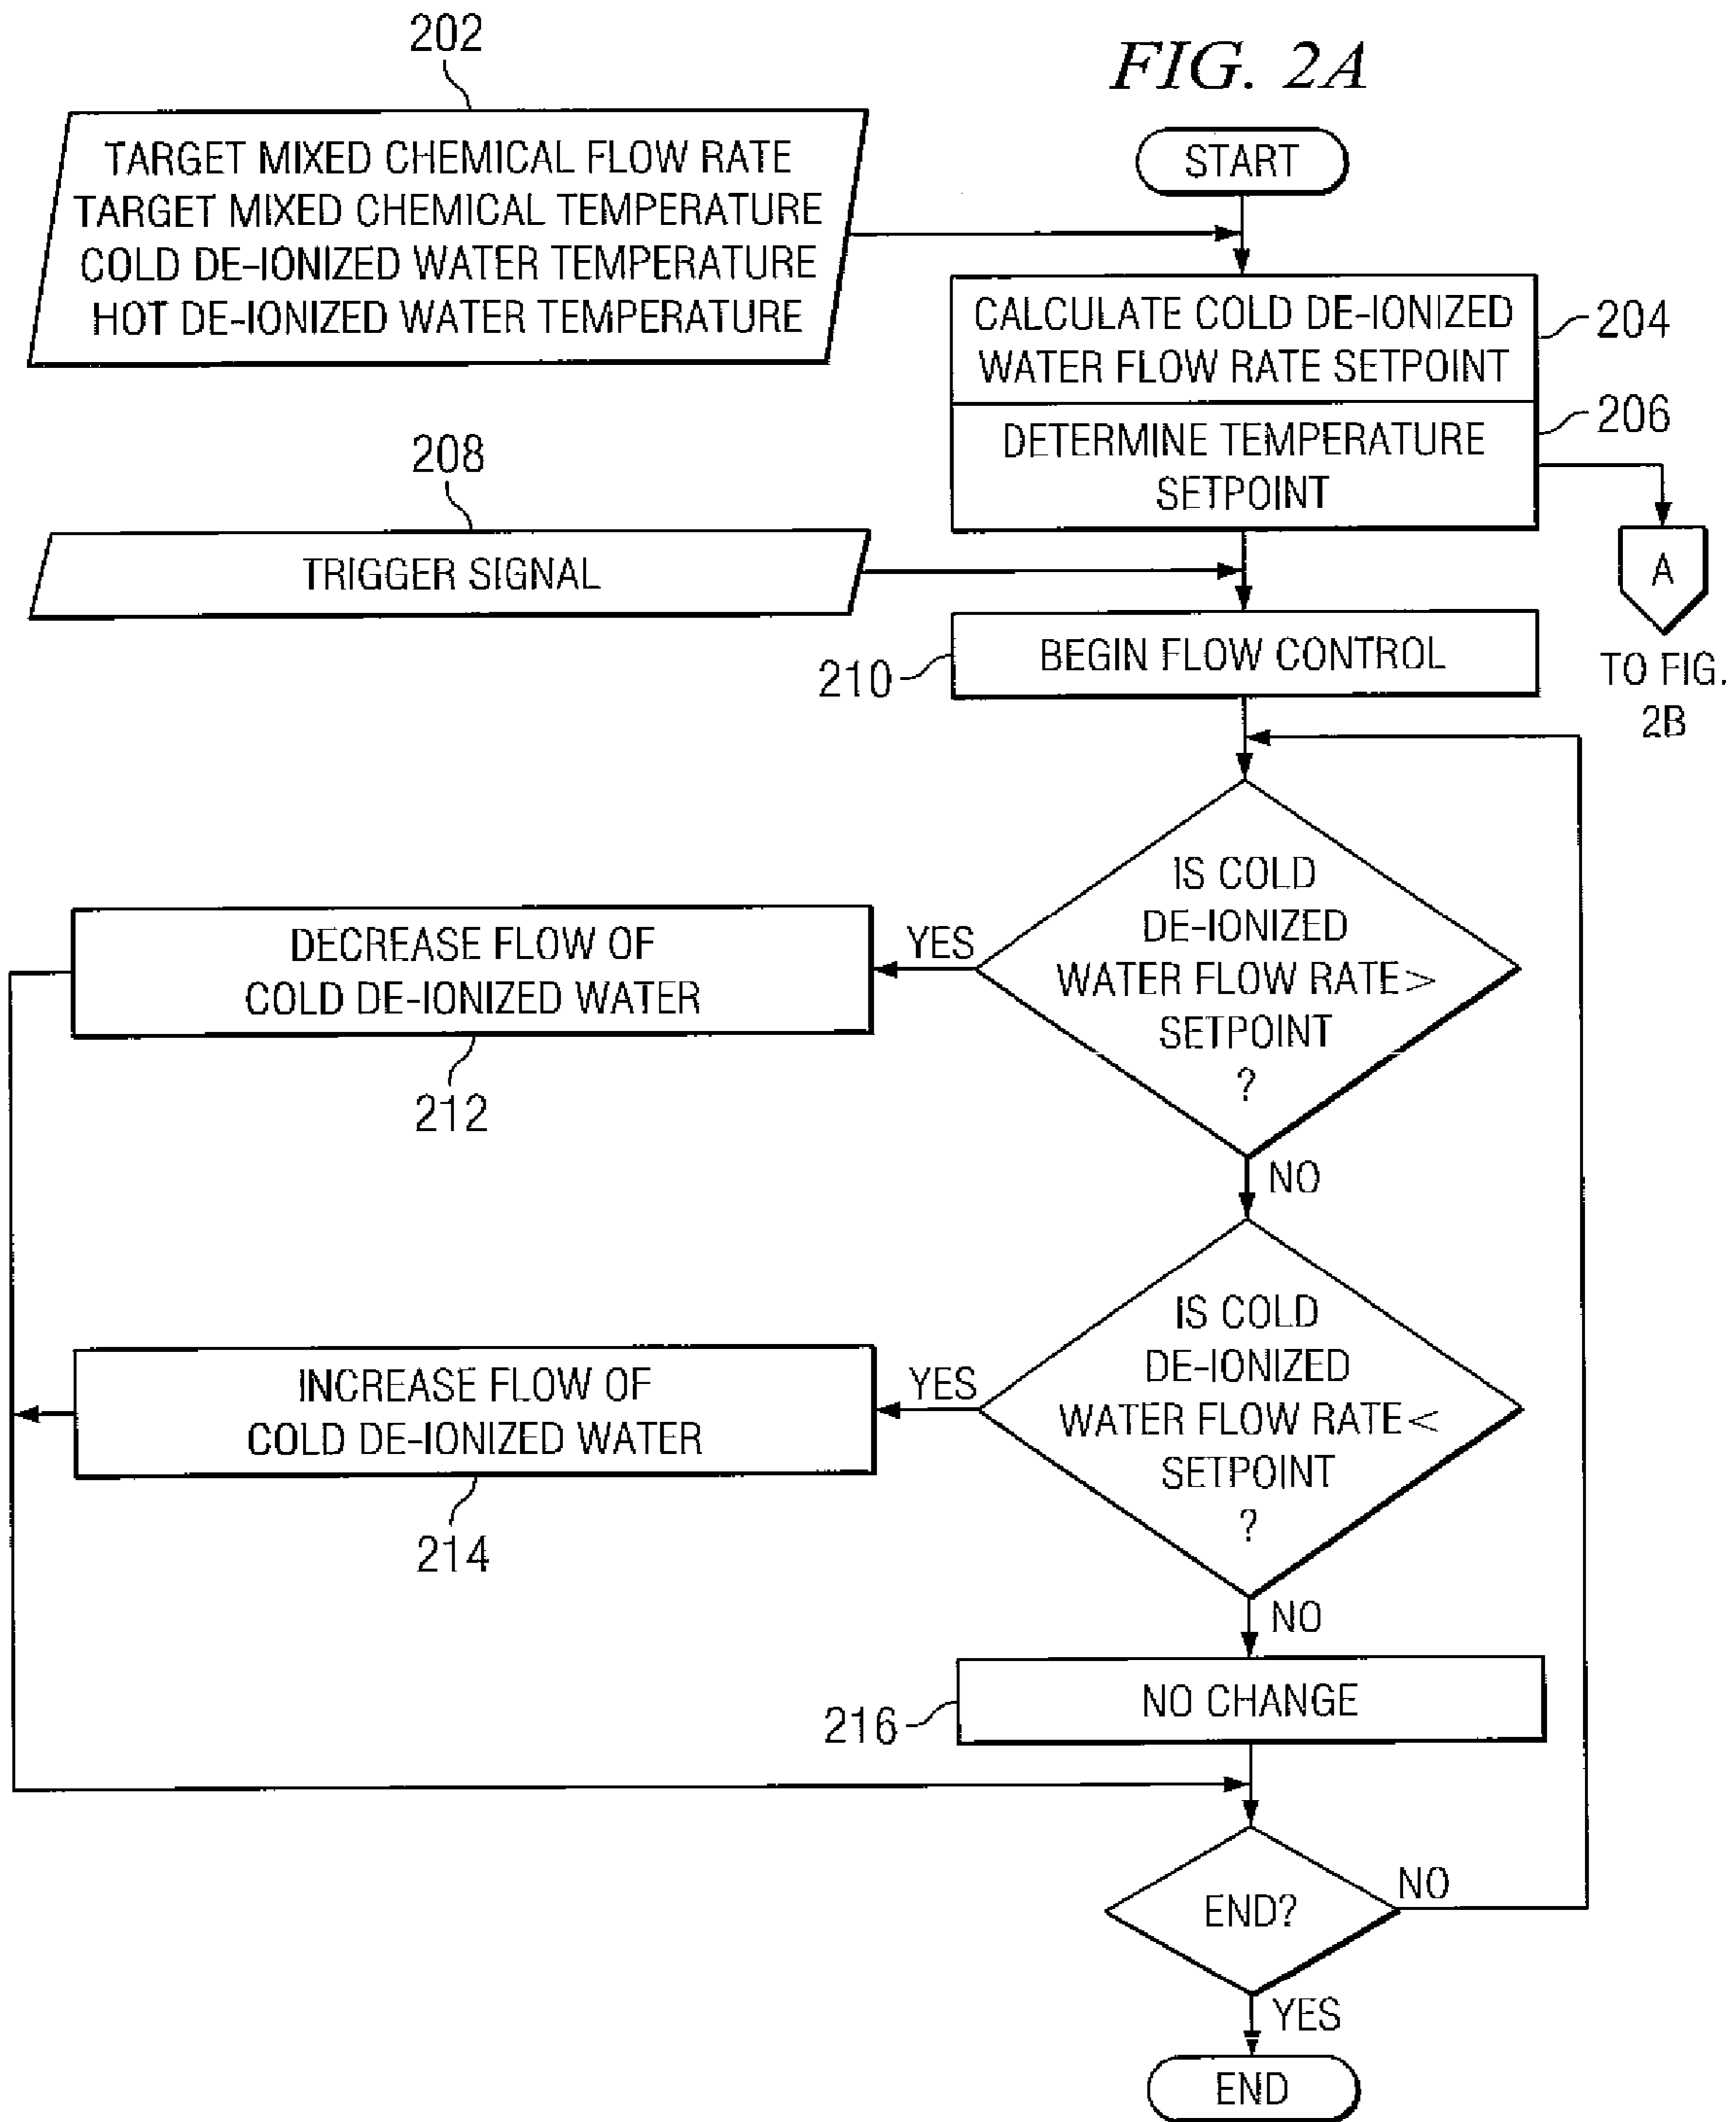 FIG. 2A
202
TARGET MIXED CHEMICAL FLOW RATE
TARGET MIXED CHEMICAL TEMPERATURE
COLD DE-IONIZED WATER TEMPERATURE
HOT DE-IONIZED WATER TEMPERATURE
START
CALCULATE COLD DE-IONIZED
WATER FLOW RATE SETPOINT
204
DETERMINE TEMPERATURE
SETPOINT
206
208
TRIGGER SIGNAL
A
TO FIG.
2B
BEGIN FLOW CONTROL
210
IS COLD
DE-IONIZED
WATER FLOW RATE >
SETPOINT
?
YES
DECREASE FLOW OF
COLD DE-IONIZED WATER
212
NO
IS COLD
DE-IONIZED
WATER FLOW RATE <
SETPOINT
?
YES
INCREASE FLOW OF
COLD DE-IONIZED WATER
214
NO
NO CHANGE
216
END?
NO
YES
END